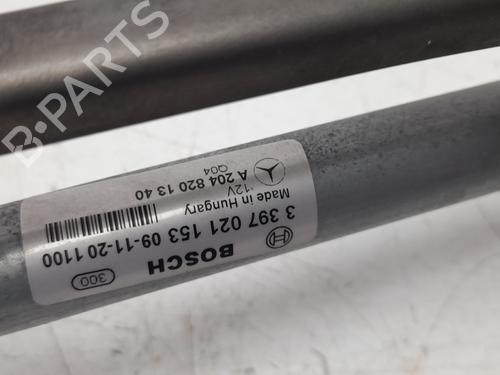 B-PARTS
BOSCH
3 397 021 153 09-11-20 1100
Made in Hungary
12V
A 204 820 13 40
Q04
300